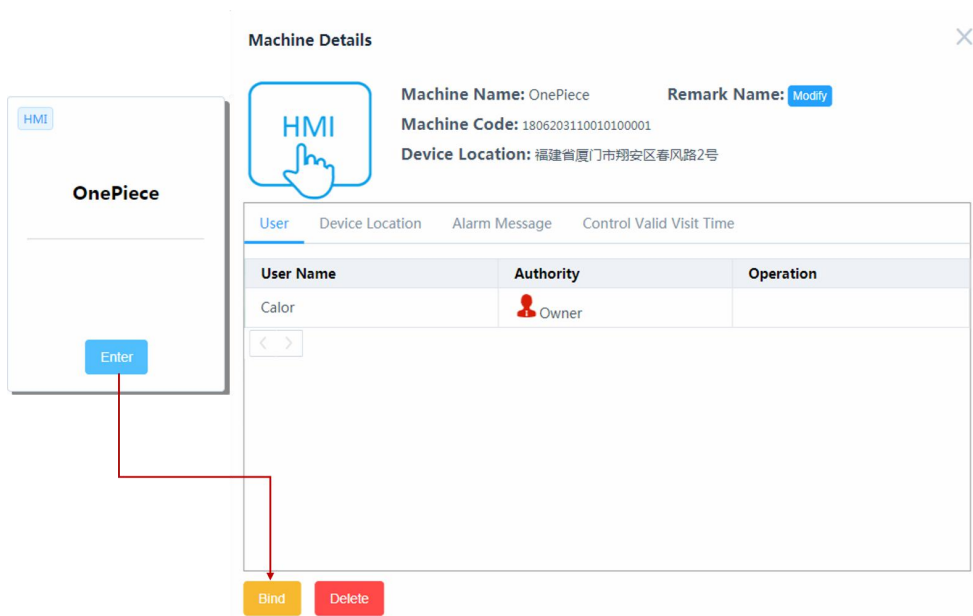 Machine Details
HMI
OnePiece
Enter
HMI
Machine Name: OnePiece
Remark Name: Modify
Machine Code: 1806203110010100001
Device Location: 福建省厦门市翔安区春风路2号
User Device Location Alarm Message Control Valid Visit Time
User Name Authority Operation
Calor Owner
Bind Delete